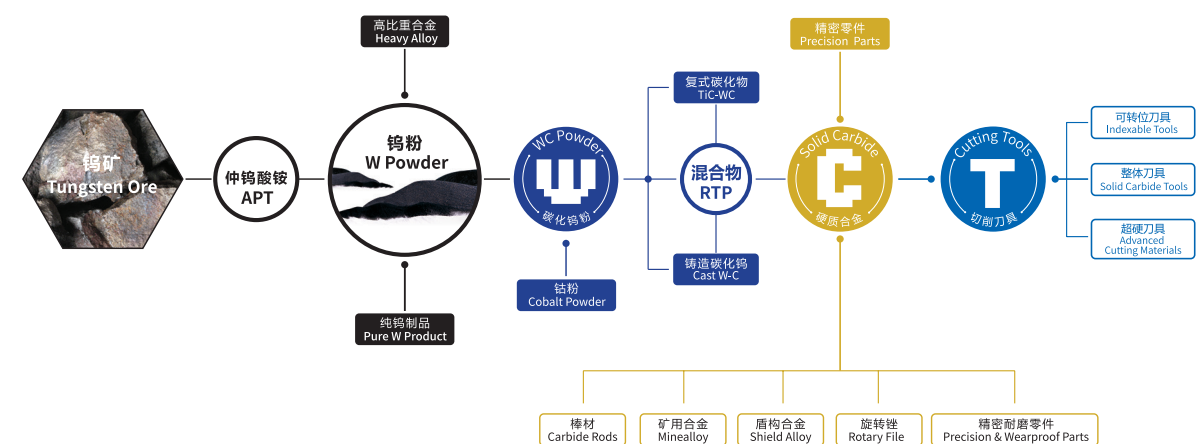 高比重合金
Heavy Alloy
精密零件
Precision Parts
钨矿
Tungsten Ore
仲钨酸铵
APT
钨粉
W Powder
纯钨制品
Pure W Product
WC Powder
W
碳化钨粉
钴粉
Cobalt Powder
复式碳化物
TiC-WC
混合物
RTP
铸造碳化钨
Cast W-C
Solid Carbide
C
硬质合金
Cutting Tools
T
切削刀具
可转位刀具
Indexable Tools
整体刀具
Solid Carbide Tools
超硬刀具
Advanced
Cutting Materials
棒材
Carbide Rods
矿用合金
Minealloy
盾构合金
Shield Alloy
旋转锉
Rotary File
精密耐磨零件
Precision & Wearproof Parts